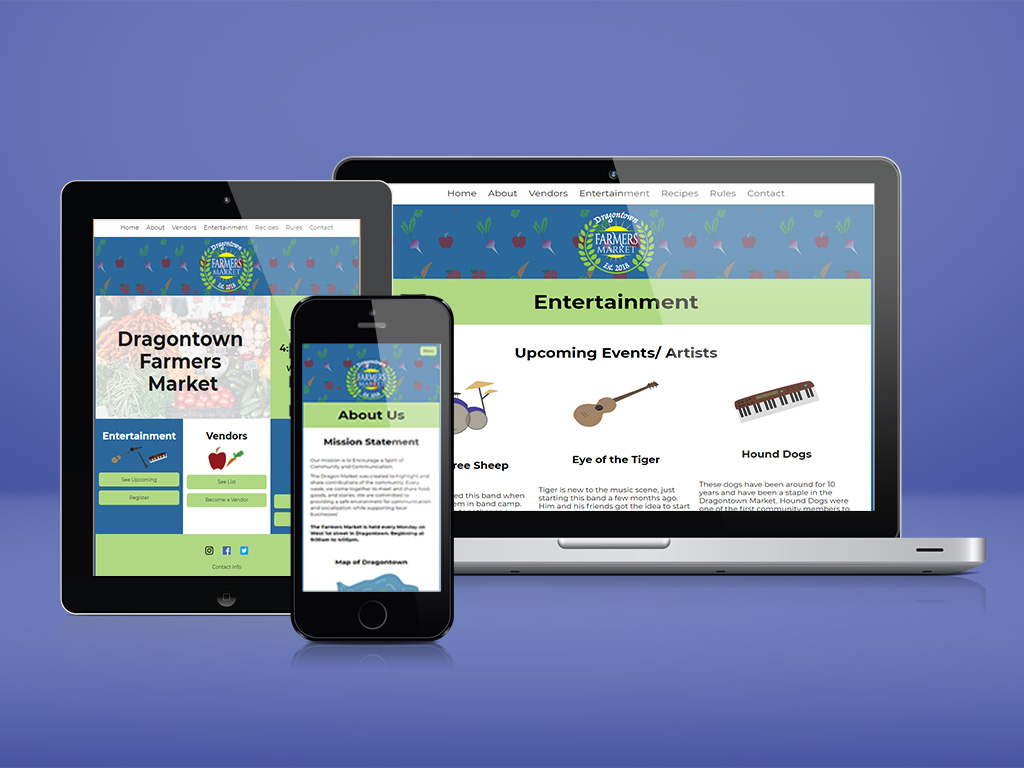 Home About Vendors Entertainment Recipes Rules Contact
Dragontown
FARMERS
MARKET
Est. 2018
Dragontown
Farmers
Market
4:
W
Entertainment
See Upcoming
Register
Vendors
See List
Become a Vendor
Contact info
Menu
FARMERS
MARKET
About Us
Mission Statement
Our mission is to Encourage a Spirit of
Community and Communication.
The Dragon Market was created to highlight and
share contributions of the community. Every
week, we come together to meet and share food,
goods, and stories. We are committed to
providing a safe environment for communication
and socialization while supporting local
Businesses!
The Farmers Market is held every Monday on
West 1st street in Dragontown. Beginning at
9:00am to 4:00pm.
Map of Dragontown
Home About Vendors Entertainment Recipes Rules Contact
Dragontown
FARMERS
MARKET
Est. 2018
Entertainment
Upcoming Events/ Artists
ree Sheep
ed this band when
em in band camp.
Eye of the Tiger
Tiger is new to the music scene, just
starting this band a few months ago.
Him and his friends got the idea to start
Hound Dogs
These dogs have been around for 10
years and have been a staple in the
Dragontown Market. Hound Dogs were
one of the first community members to